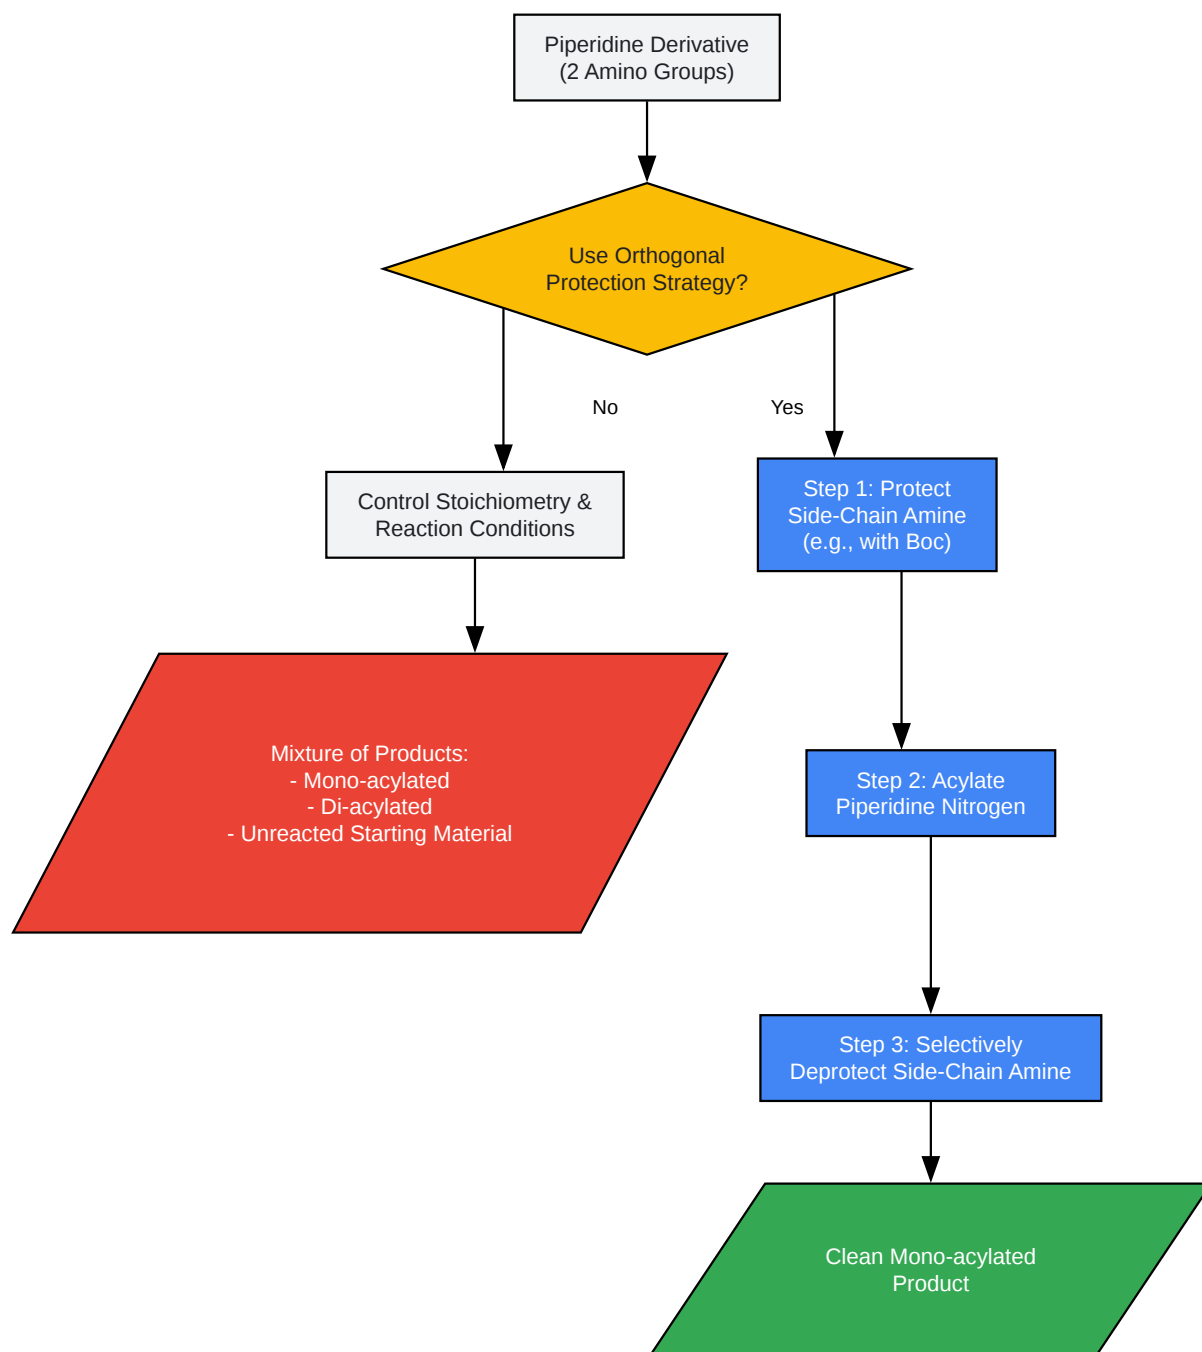 Piperidine Derivative
(2 Amino Groups)
Use Orthogonal
Protection Strategy?
No
Yes
Control Stoichiometry &
Reaction Conditions
Step 1: Protect
Side-Chain Amine
(e.g., with Boc)
Mixture of Products:
- Mono-acylated
- Di-acylated
- Unreacted Starting Material
Step 2: Acylate
Piperidine Nitrogen
Step 3: Selectively
Deprotect Side-Chain Amine
Clean Mono-acylated
Product